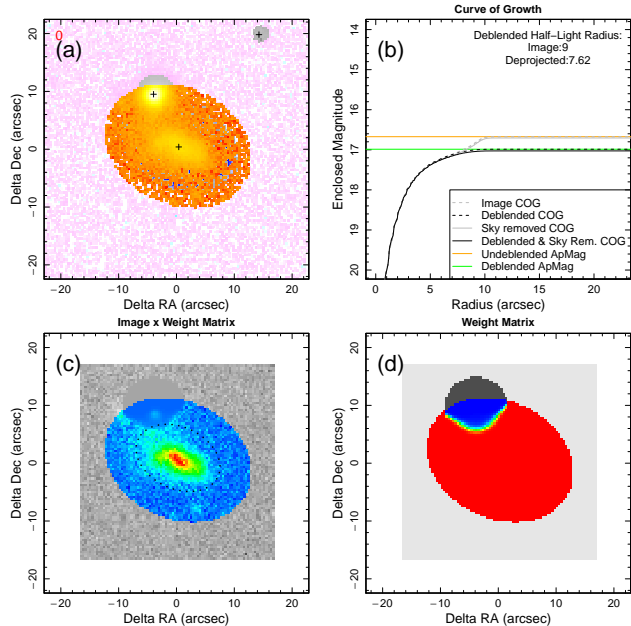 (a)
0
20
10
0
−10
−20
Delta Dec (arcsec)
−20
−10
0
10
20
Delta RA (arcsec)
Curve of Growth
(b)
Deblended Half−Light Radius:
Image:9
Deprojected:7.62
14
15
16
17
18
19
20
Enclosed Magnitude
Image COG
Deblended COG
Sky removed COG
Deblended & Sky Rem. COG
Undeblended ApMag
Deblended ApMag
0
5
10
15
20
Radius (arcsec)
Image x Weight Matrix
(c)
20
10
0
−10
−20
Delta Dec (arcsec)
−20
−10
0
10
20
Delta RA (arcsec)
Weight Matrix
(d)
20
10
0
−10
−20
Delta Dec (arcsec)
−20
−10
0
10
20
Delta RA (arcsec)